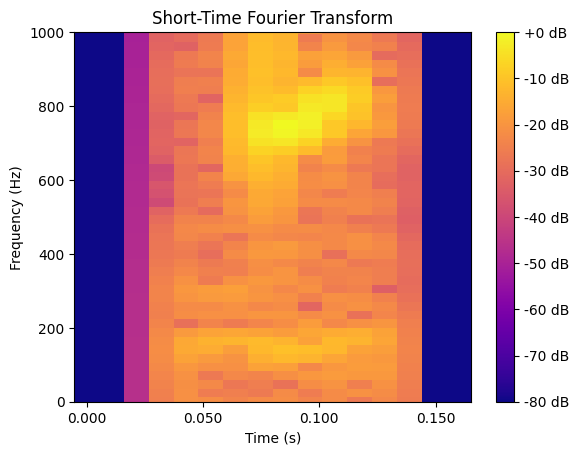 Short-Time Fourier Transform
1000
800
600
400
200
0
Frequency (Hz)
0.000
0.050
0.100
0.150
Time (s)
+0 dB
-10 dB
-20 dB
-30 dB
-40 dB
-50 dB
-60 dB
-70 dB
-80 dB